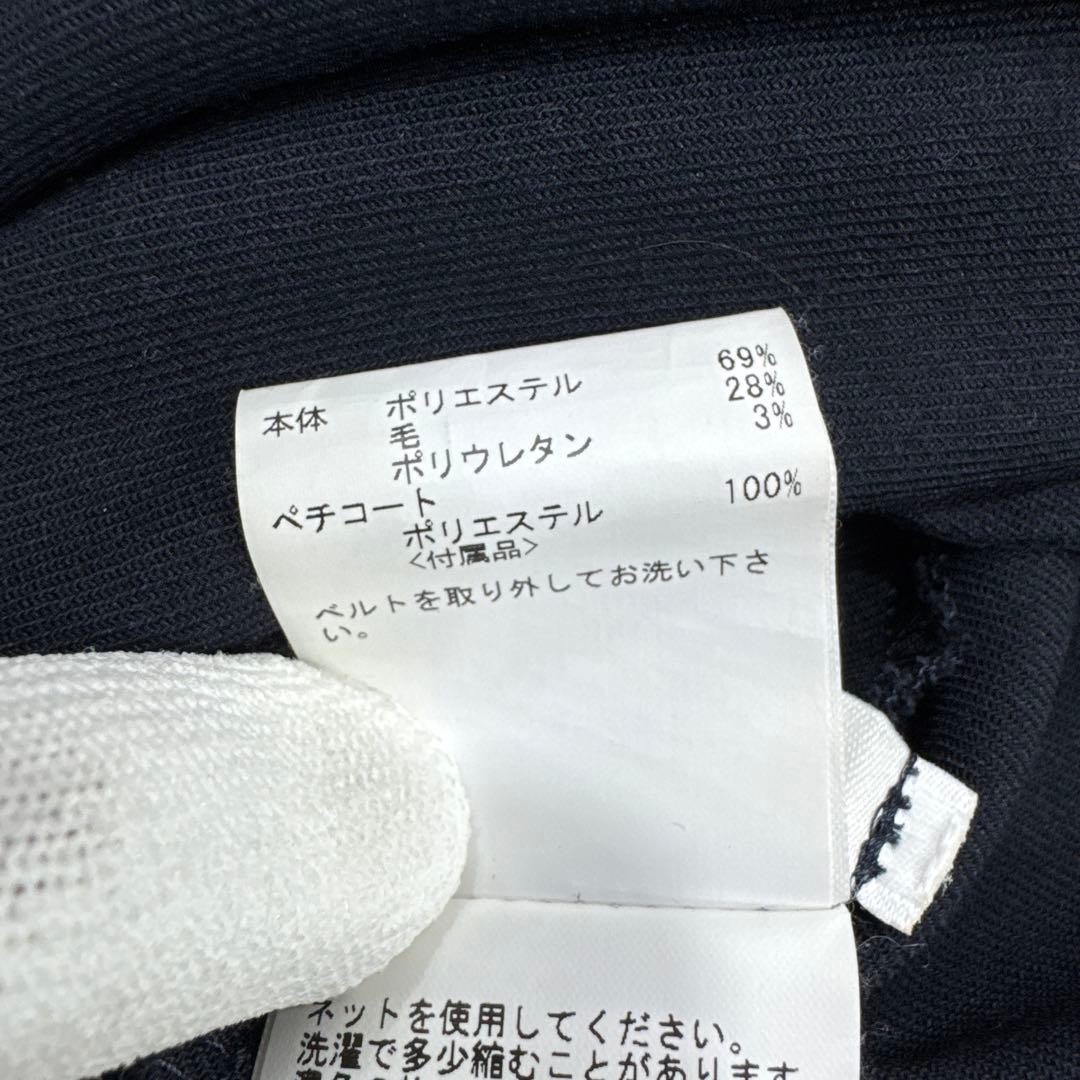 本体 ポリエステル 69%
毛 28%
ポリウレタン 3%
ペチコート
ポリエステル 100%
<付属品>
ベルトを取り外してお洗い下さ
い。
ネットを使用してください。
洗濯で多少縮むことがあります